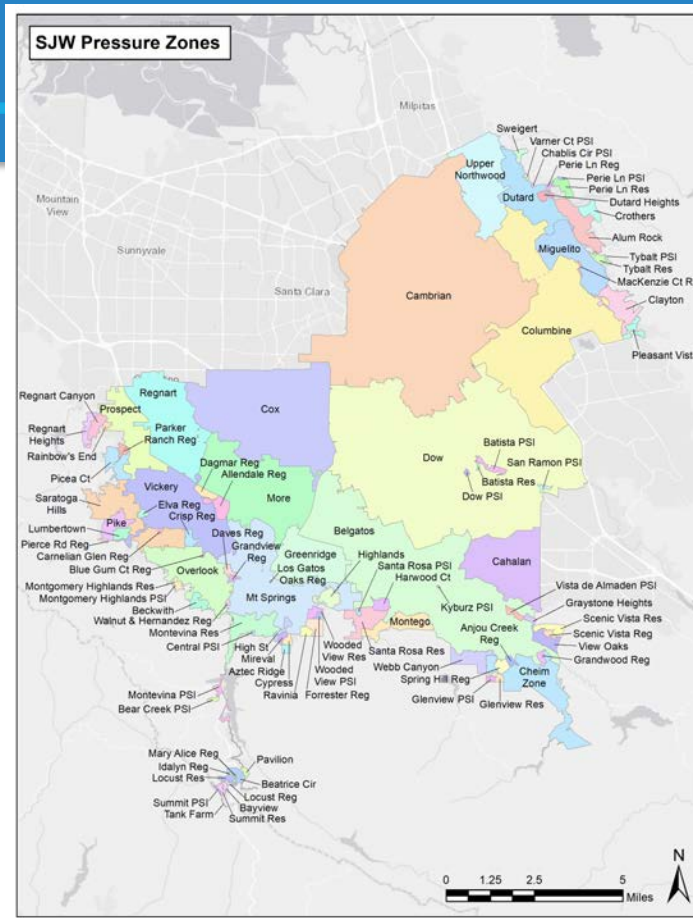 SJW Pressure Zones
Milpitas
Mountain
View
Sunnyvale
Santa Clara
Sweigert
Varner Ct PSI
Chablis Cir PSI
Perie Ln Reg
Perie Ln PSI
Perie Ln Res
Dutard Heights
Crothers
Alum Rock
Tybalt PSI
Tybalt Res
MacKenzie Ct R
Clayton
Pleasant Vist
Upper
Northwood
Dutard
Miguelito
Cambrian
Columbine
Regnart Canyon
Regnart
Prospect
Regnart
Heights
Parker
Ranch Reg
Rainbow's End
Picea Ct
Cox
Dagmar Reg
Allendale Reg
Dow
Batista PSI
San Ramon PSI
Batista Res
Dow PSI
Saratoga
Hills
Vickery
Elva Reg
Crisp Reg
More
Lumbertown
Pike
Pierce Rd Reg
Carnelian Glen Reg
Blue Gum Ct Reg
Daves Reg
Grandview
Reg
Belgatos
Greenridge
Highlands
Los Gatos
Oaks Reg
Santa Rosa PSI
Harwood Ct
Cahalan
Overlook
Mt Springs
Montgomery Highlands Res
Montgomery Highlands PSI
Beckwith
Walnut & Hernandez Reg
Montevina Res
Central PSI
Kyburz PSI
Vista de Almaden PSI
Graystone Heights
Scenic Vista Res
Scenic Vista Reg
View Oaks
Grandwood Reg
Montego
Anjou Creek
Reg
High St
Mireval
Aztec Ridge
Cypress
Ravinia
Wooded
View Res
Wooded
View PSI
Forrester Reg
Santa Rosa Res
Webb Canyon
Spring Hill Reg
Glenview PSI
Glenview Res
Cheim
Zone
Montevina PSI
Bear Creek PSI
Mary Alice Reg
Idalyn Reg
Locust Res
Pavilion
Beatrice Cir
Summit PSI
Tank Farm
Locust Reg
Bayview
Summit Res
N
0 1.25 2.5 5
Miles